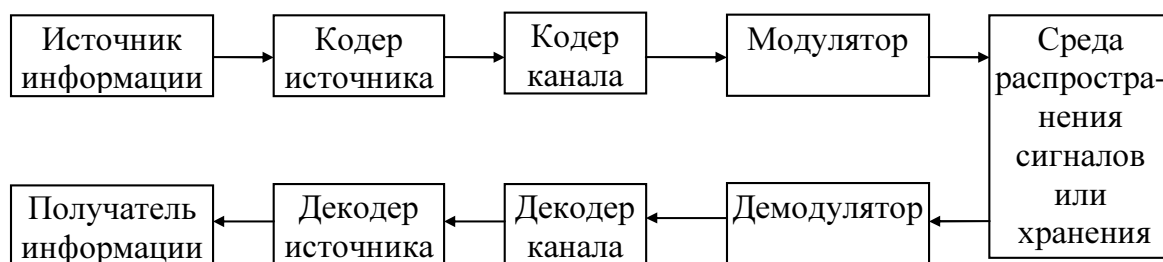 Источник
информации
Кодер
источника
Кодер
канала
Модулятор
Среда
распростра-
нения
сигналов
или
хранения
Получатель
информации
Декодер
источника
Декодер
канала
Демодулятор